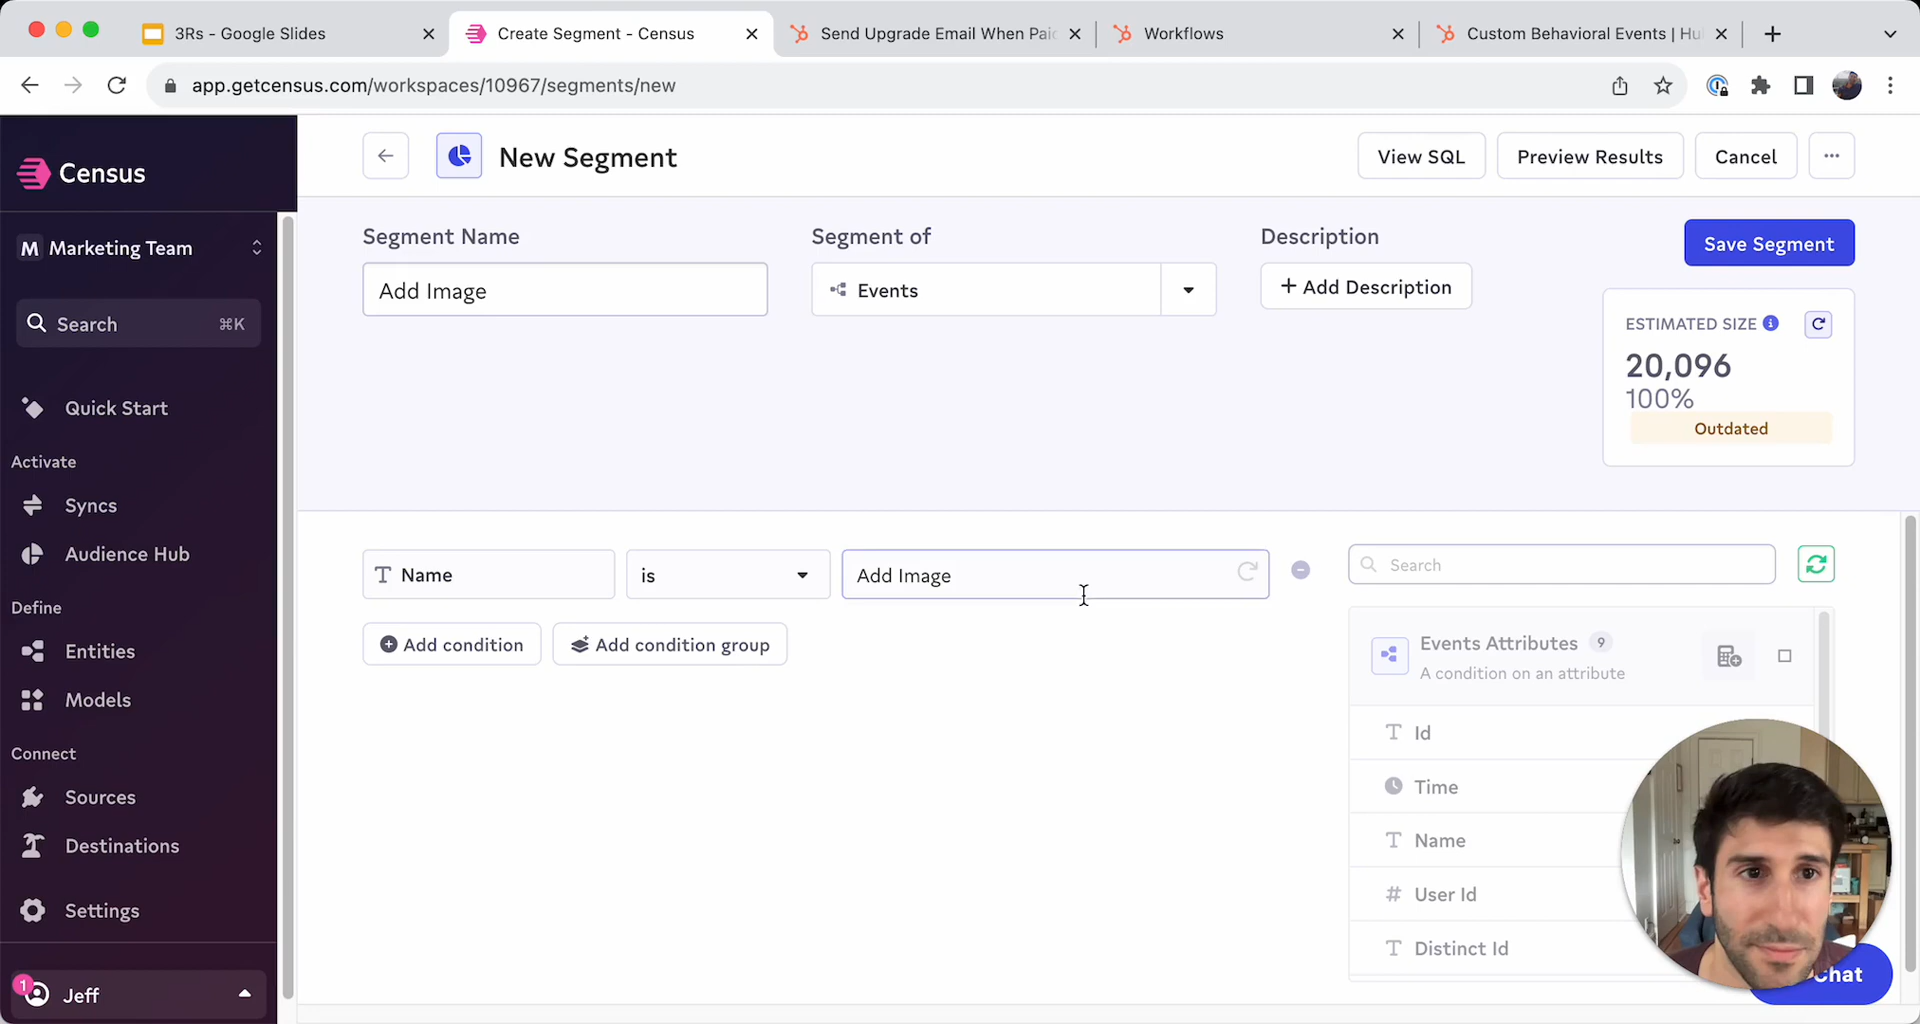 3Rs - Google Slides
Create Segment - Census
Send Upgrade Email When Paid
Workflows
Custom Behavioral Events | Hu
app.getcensus.com/workspaces/10967/segments/new
Census
New Segment
View SQL
Preview Results
Cancel
M Marketing Team
Segment Name
Segment of
Description
Save Segment
Add Image
Events
+ Add Description
Search ⌘K
ESTIMATED SIZE
20,096
100%
Outdated
Quick Start
Activate
Syncs
Audience Hub
Define
Entities
Models
Connect
Sources
Destinations
Settings
1
Jeff
Name
is
Add Image
Add condition
Add condition group
Search
Events Attributes 9
A condition on an attribute
Id
Time
Name
# User Id
Distinct Id
Chat